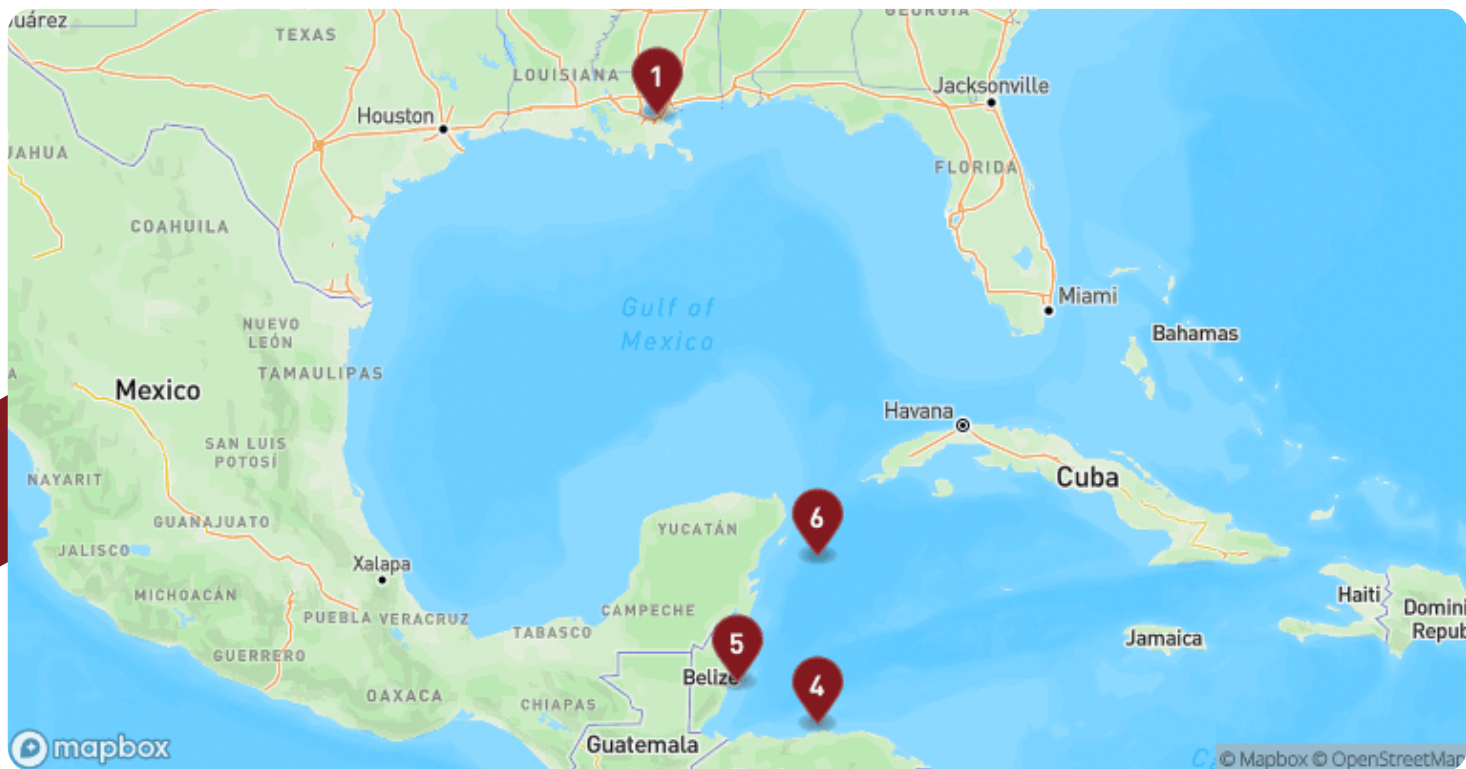 uárez
TEXAS
GEORGIA
LOUISIANA
1
Jacksonville
Houston
UAHUA
FLORIDA
COAHUILA
Gulf of
Mexico
Miami
NUEVO
LEÓN
Bahamas
TAMAULIPAS
A
Mexico
Havana
SAN LUIS
POTOSÍ
Cuba
NAYARIT
6
GUANAJUATO
YUCATÁN
JALISCO
Xalapa
MICHOACÁN
Haiti
CAMPECHE
Domini
Repub
PUEBLA VERACRUZ
TABASCO
Jamaica
5
GUERRERO
Belize
4
OAXACA
CHIAPAS
Guatemala
mapbox
© Mapbox © OpenStreetMap